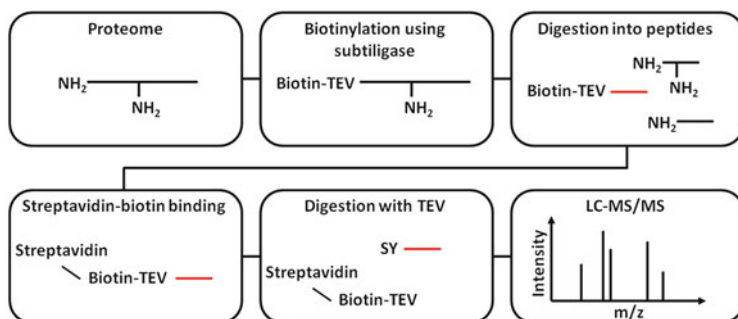 Proteome
NH2
NH2
Biotinylation using
subtiligase
Biotin-TEV
NH2
Digestion into peptides
NH2
NH2
Biotin-TEV
NH2
Streptavidin-biotin binding
Streptavidin
Biotin-TEV
Digestion with TEV
SY
Streptavidin
Biotin-TEV
LC-MS/MS
Intensity
m/z